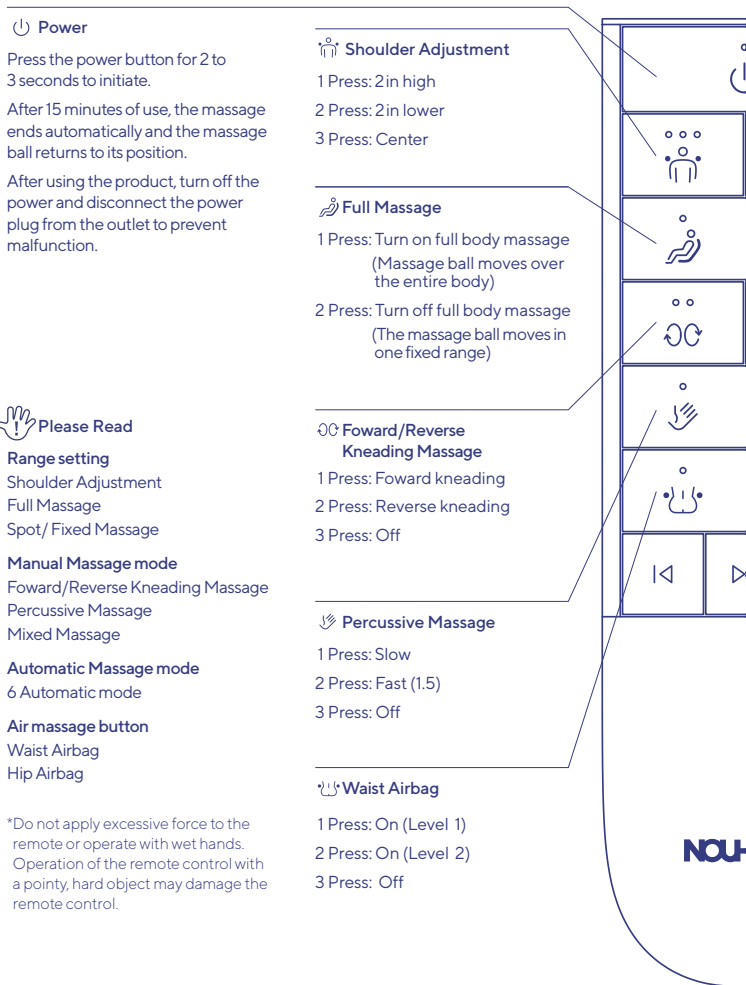 Power
Press the power button for 2 to
3 seconds to initiate.
After 15 minutes of use, the massage
ends automatically and the massage
ball returns to its position.
After using the product, turn off the
power and disconnect the power
plug from the outlet to prevent
malfunction.
Please Read
Range setting
Shoulder Adjustment
Full Massage
Spot/ Fixed Massage
Manual Massage mode
Foward/Reverse Kneading Massage
Percussive Massage
Mixed Massage
Automatic Massage mode
6 Automatic mode
Air massage button
Waist Airbag
Hip Airbag
*Do not apply excessive force to the
remote or operate with wet hands.
Operation of the remote control with
a pointy, hard object may damage the
remote control.
Shoulder Adjustment
1 Press: 2 in high
2 Press: 2 in lower
3 Press: Center
Full Massage
1 Press: Turn on full body massage
(Massage ball moves over
the entire body)
2 Press: Turn off full body massage
(The massage ball moves in
one fixed range)
Foward/Reverse
Kneading Massage
1 Press: Foward kneading
2 Press: Reverse kneading
3 Press: Off
Percussive Massage
1 Press: Slow
2 Press: Fast (1.5)
3 Press: Off
Waist Airbag
1 Press: On (Level 1)
2 Press: On (Level 2)
3 Press: Off